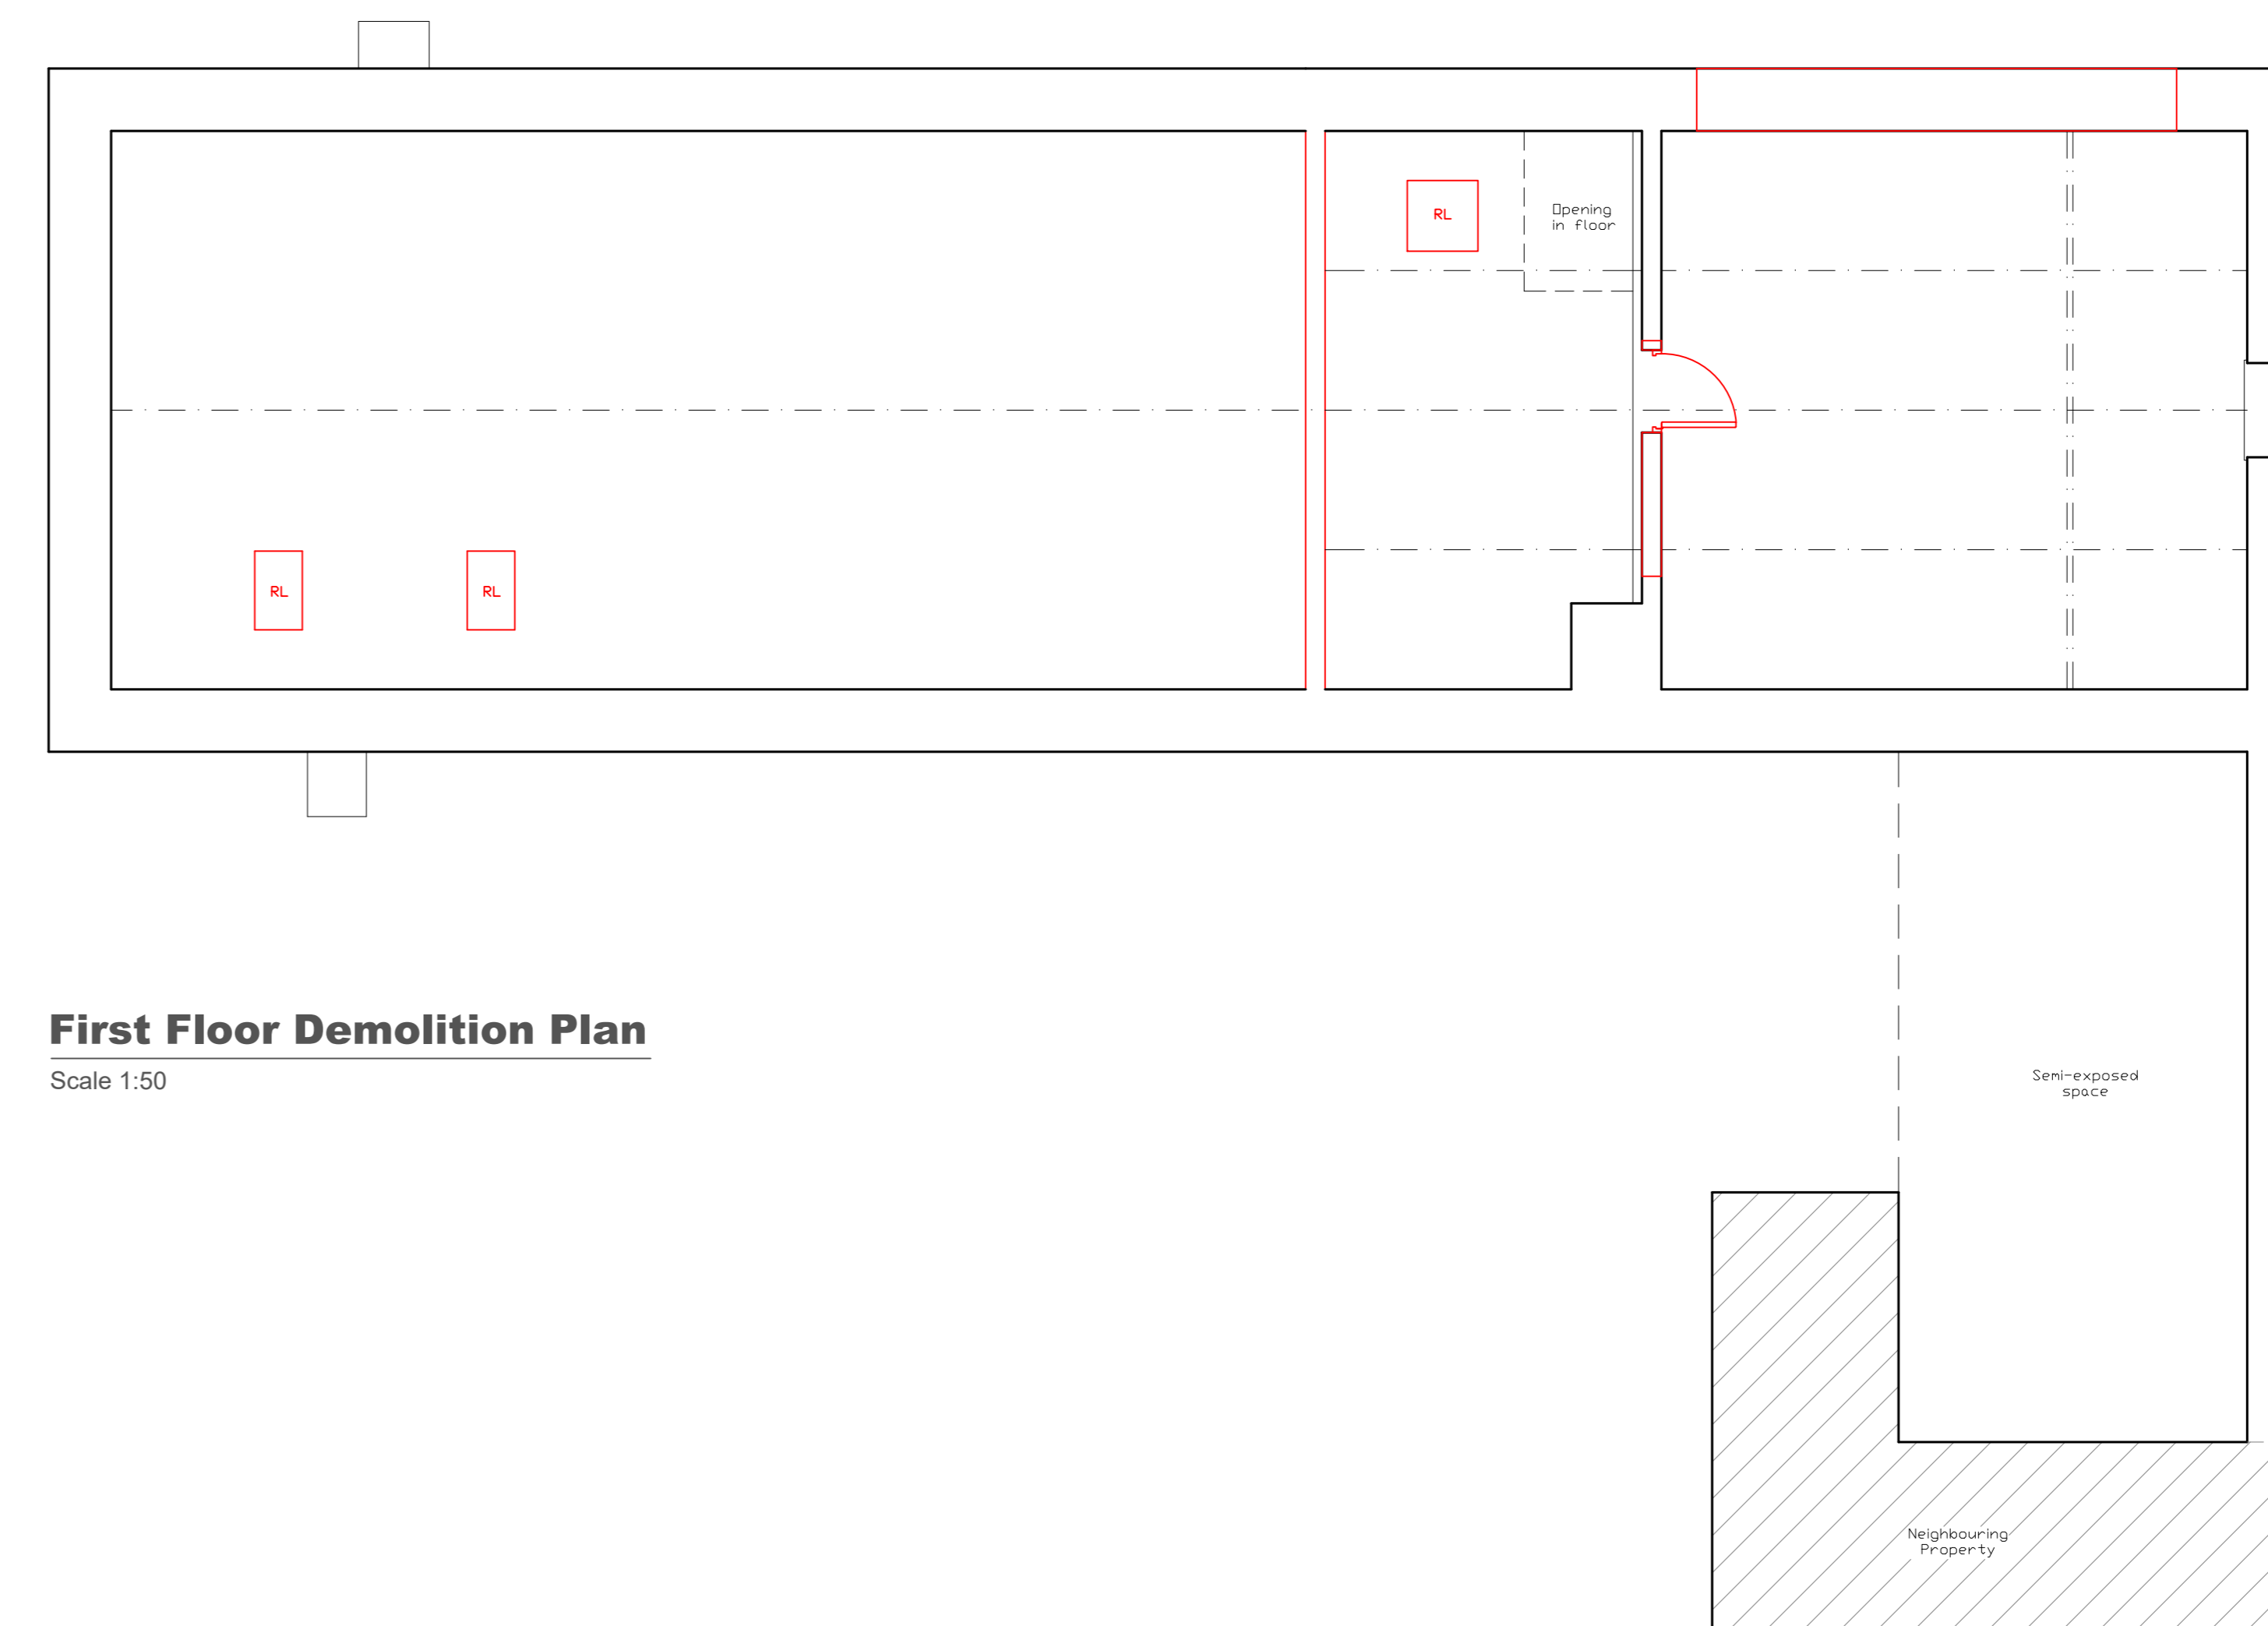 RL
Opening
in floor
RL
RL
First Floor Demolition Plan
Scale 1:50
Semi-exposed
space
Neighbouring
Property